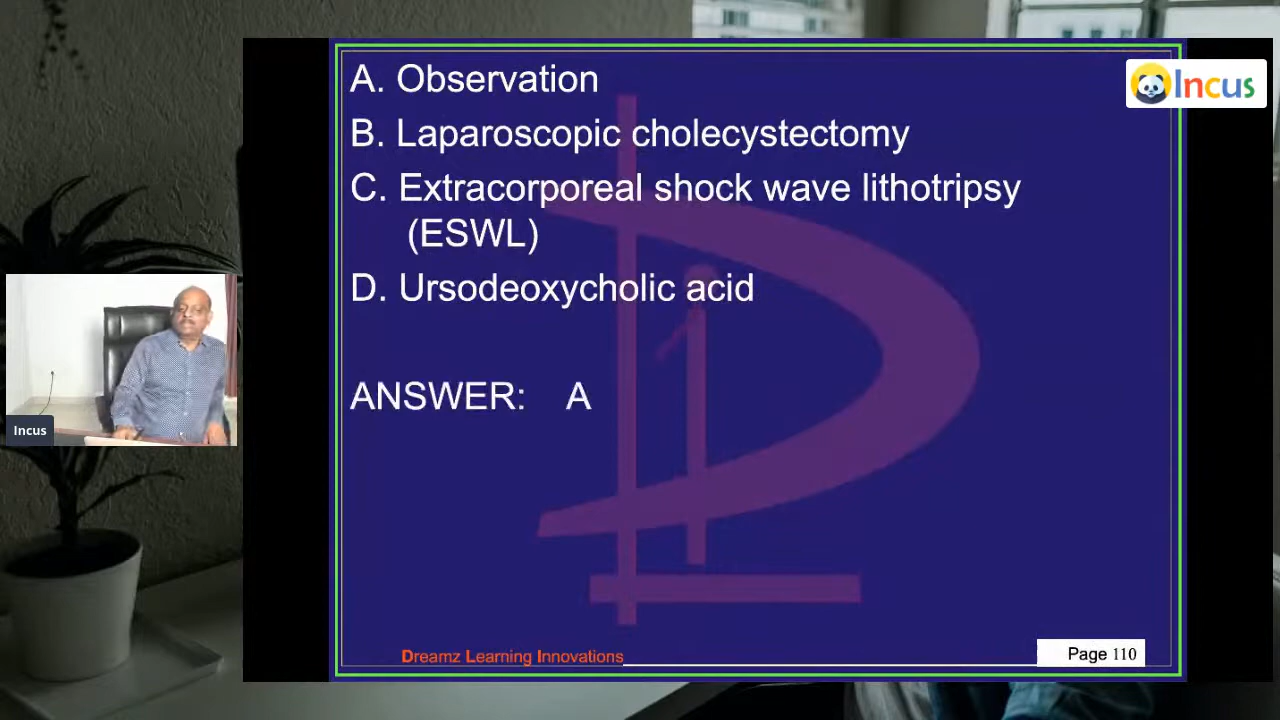 A. Observation
B. Laparoscopic cholecystectomy
C. Extracorporeal shock wave lithotripsy
(ESWL)
D. Ursodeoxycholic acid
ANSWER: A
Dreamz Learning Innovations
Page 110
Incus
Incus